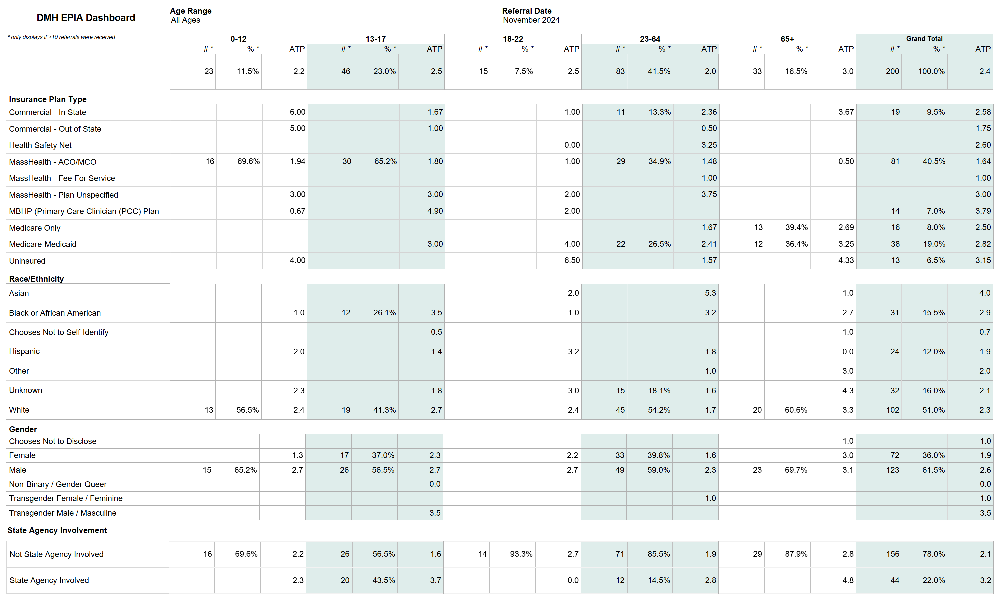 DMH EPIA Dashboard
Age Range
All Ages
Referral Date
November 2024
* only displays if >10 referrals were received
0-12 13-17 18-22 23-64 65+ Grand Total
# * % * ATP # * % * ATP # * % * ATP # * % * ATP # * % * ATP # * % * ATP
23 11.5% 2.2 46 23.0% 2.5 15 7.5% 2.5 83 41.5% 2.0 33 16.5% 3.0 200 100.0% 2.4
Insurance Plan Type
Commercial - In State 6.00 1.67 1.00 11 13.3% 2.36 3.67 19 9.5% 2.58
Commercial - Out of State 5.00 1.00 0.50 1.75
Health Safety Net 0.00 3.25 2.60
MassHealth - ACO/MCO 16 69.6% 1.94 30 65.2% 1.80 1.00 29 34.9% 1.48 0.50 81 40.5% 1.64
MassHealth - Fee For Service 1.00 1.00
MassHealth - Plan Unspecified 3.00 3.00 2.00 3.75 3.00
MBHP (Primary Care Clinician (PCC) Plan 0.67 4.90 2.00 14 7.0% 3.79
Medicare Only 1.67 13 39.4% 2.69 16 8.0% 2.50
Medicare-Medicaid 3.00 4.00 22 26.5% 2.41 12 36.4% 3.25 38 19.0% 2.82
Uninsured 4.00 6.50 1.57 4.33 13 6.5% 3.15
Race/Ethnicity
Asian 2.0 5.3 1.0 4.0
Black or African American 1.0 12 26.1% 3.5 1.0 3.2 2.7 31 15.5% 2.9
Chooses Not to Self-Identify 0.5 1.0 0.7
Hispanic 2.0 1.4 3.2 1.8 0.0 24 12.0% 1.9
Other 1.0 3.0 2.0
Unknown 2.3 1.8 3.0 15 18.1% 1.6 4.3 32 16.0% 2.1
White 13 56.5% 2.4 19 41.3% 2.7 2.4 45 54.2% 1.7 20 60.6% 3.3 102 51.0% 2.3
Gender
Chooses Not to Disclose 1.0 1.0
Female 1.3 17 37.0% 2.3 2.2 33 39.8% 1.6 3.0 72 36.0% 1.9
Male 15 65.2% 2.7 26 56.5% 2.7 2.7 49 59.0% 2.3 23 69.7% 3.1 123 61.5% 2.6
Non-Binary / Gender Queer 0.0 0.0
Transgender Female / Feminine 1.0 1.0
Transgender Male / Masculine 3.5 3.5
State Agency Involvement
Not State Agency Involved 16 69.6% 2.2 26 56.5% 1.6 14 93.3% 2.7 71 85.5% 1.9 29 87.9% 2.8 156 78.0% 2.1
State Agency Involved 2.3 20 43.5% 3.7 0.0 12 14.5% 2.8 4.8 44 22.0% 3.2